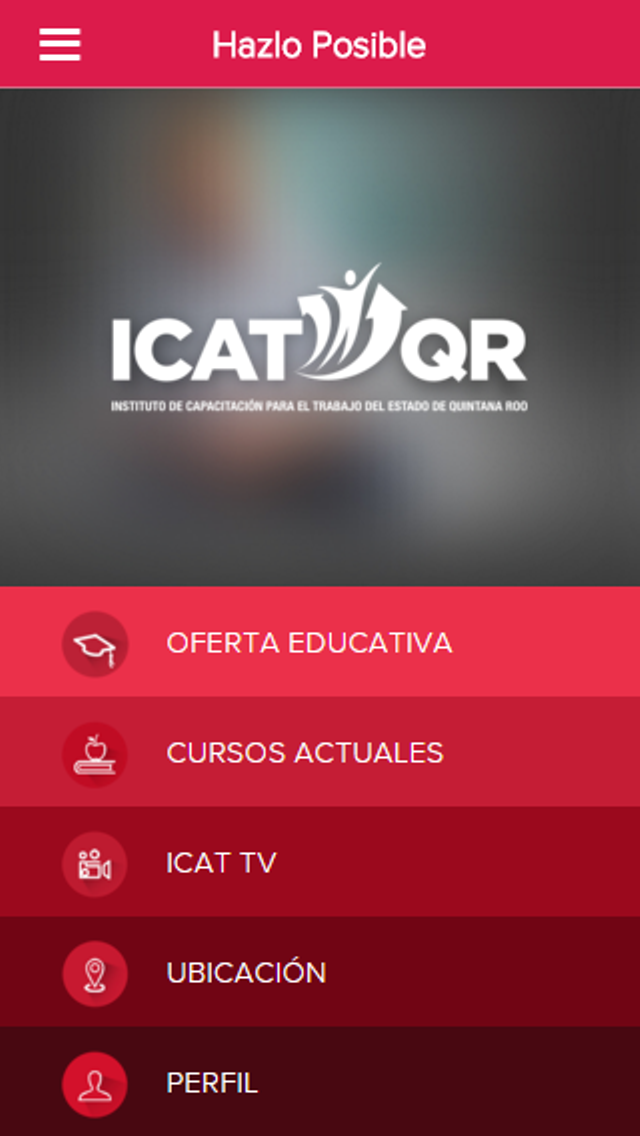 Hazlo Posible
ICAT QR
INSTITUTO DE CAPACITACIÓN PARA EL TRABAJO DEL ESTADO DE QUINTANA ROO
OFERTA EDUCATIVA
CURSOS ACTUALES
ICAT TV
UBICACIÓN
PERFIL